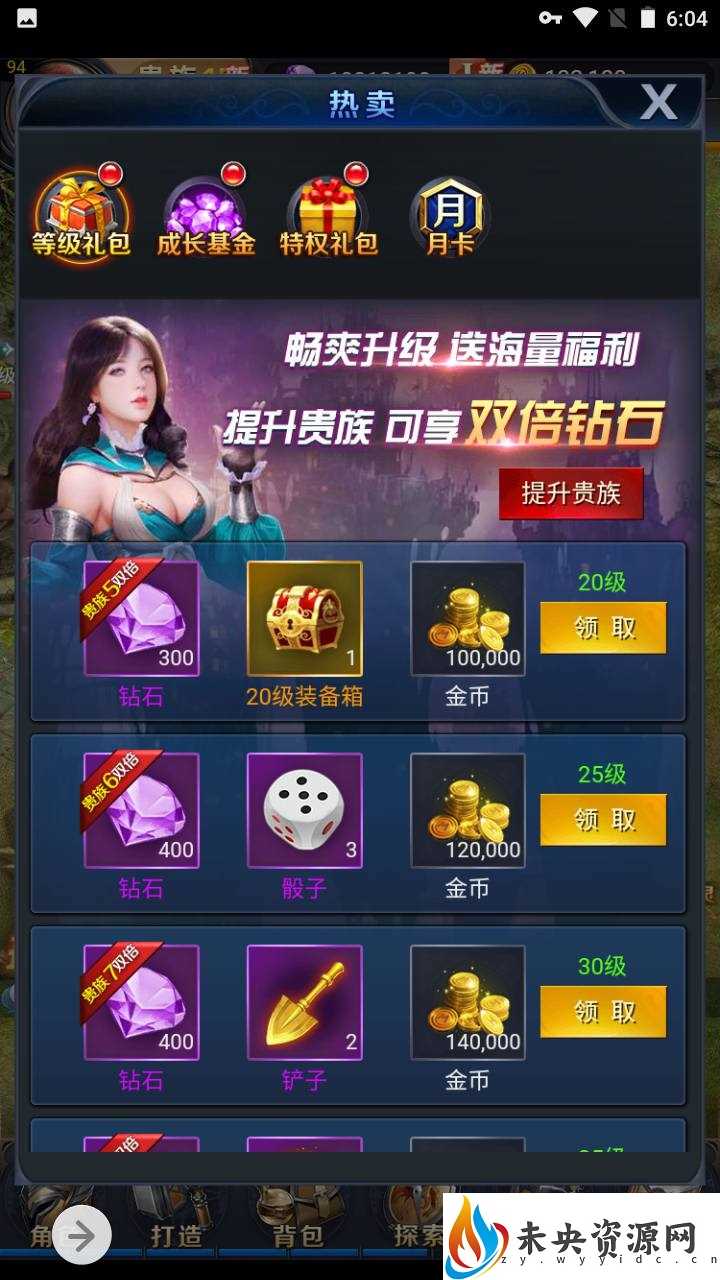 6:04
94
热卖
X
等级礼包 成长基金 特权礼包 月
月卡
畅爽升级 送海量福利
提升贵族 可享双倍钻石
提升贵族
贵族5双倍
300 1 100,000
20级
领取
钻石 20级装备箱 金币
贵族6双倍
400 3 120,000
25级
领取
钻石 骰子 金币
贵族7双倍
400 2 140,000
30级
领取
钻石 铲子 金币
双倍
打造 背包 探索
未央资源网
zy.wyyidc.cn